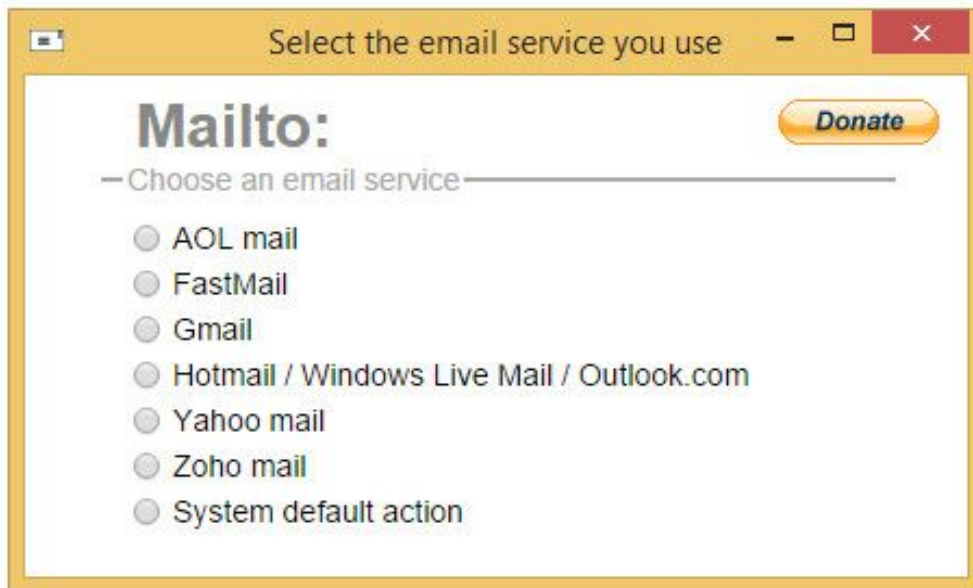 Select the email service you use
Mailto:
Donate
Choose an email service
AOL mail
FastMail
Gmail
Hotmail / Windows Live Mail / Outlook.com
Yahoo mail
Zoho mail
System default action